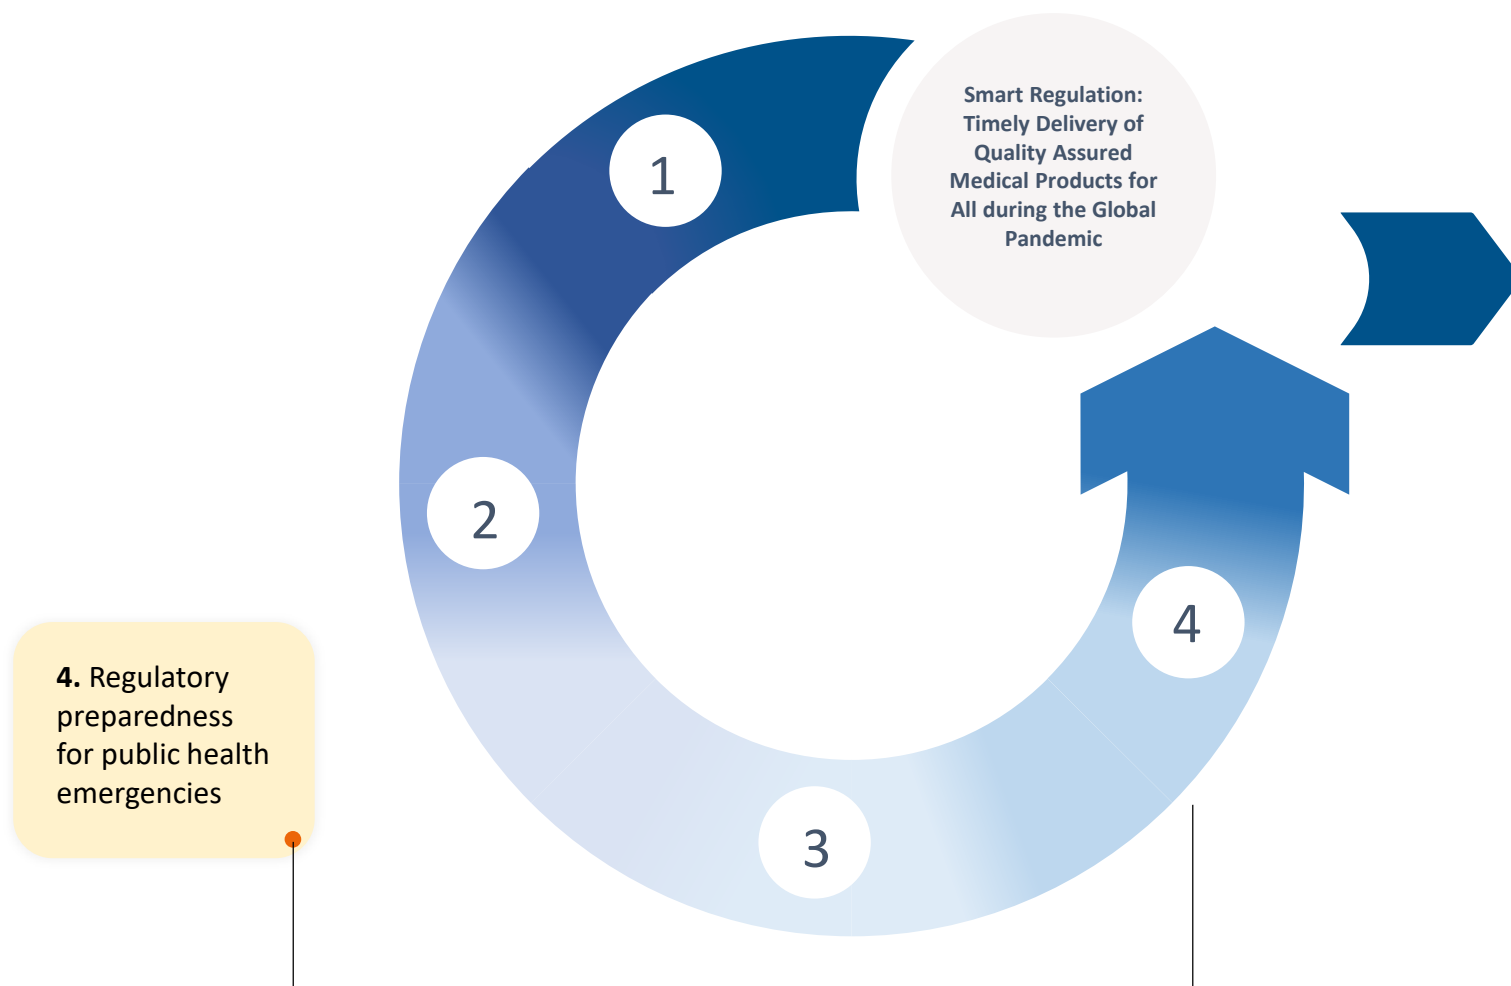 Smart Regulation:
Timely Delivery of
Quality Assured
Medical Products for
All during the Global
Pandemic
1
2
3
4
4. Regulatory
preparedness
for public health
emergencies